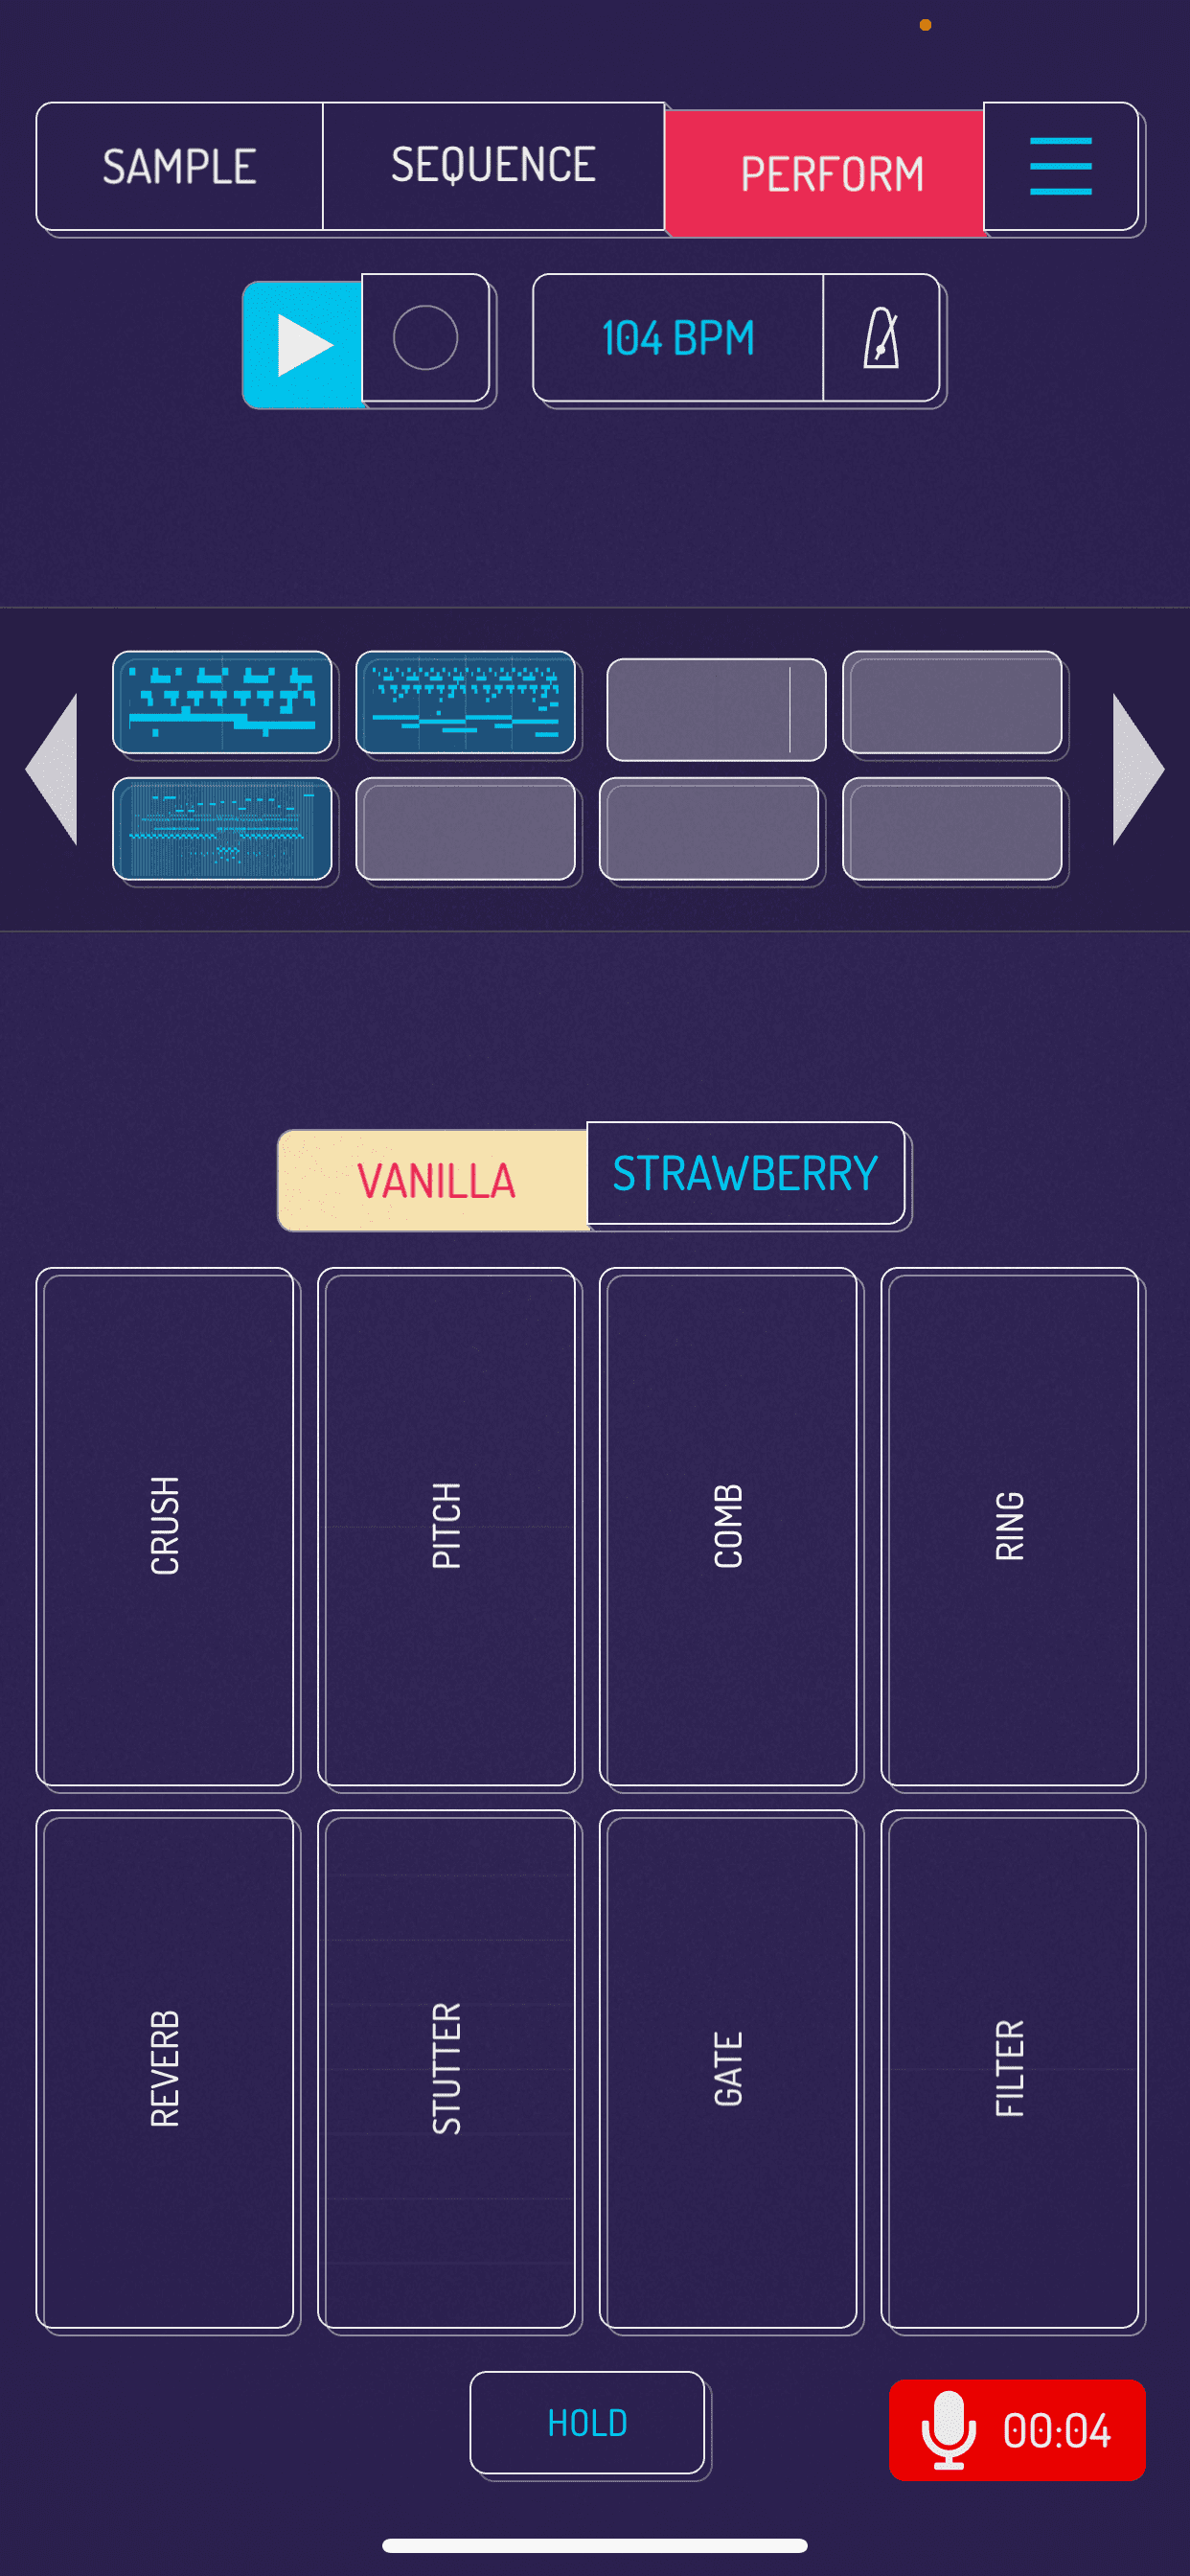 SAMPLE SEQUENCE PERFORM
104 BPM
VANILLA STRAWBERRY
CRUSH PITCH COMB RING
REVERB STUTTER GATE FILTER
HOLD 00:04